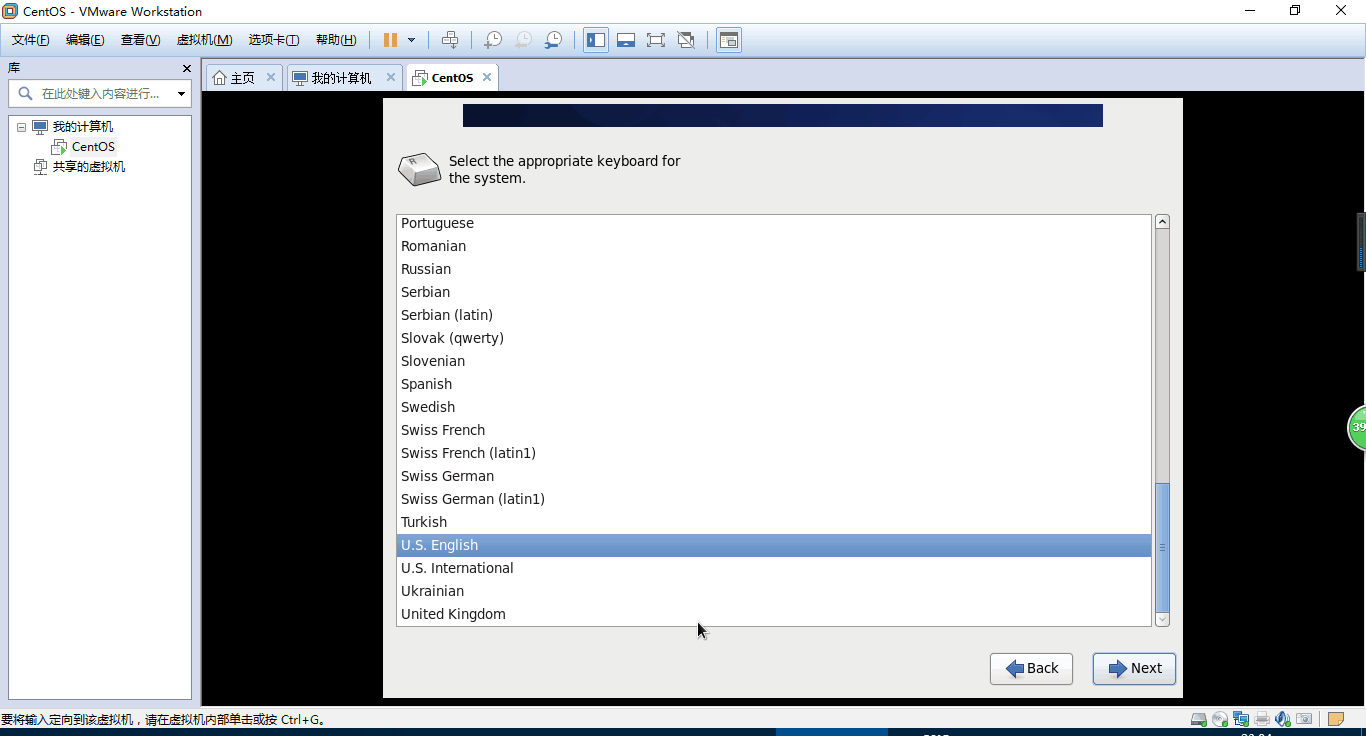 CentOS - VMware Workstation
文件(F) 编辑(E) 查看(V) 虚拟机(M) 选项卡(T) 帮助(H)
库
在此处键入内容进行...
我的计算机
CentOS
共享的虚拟机
主页 我的计算机 CentOS
R
Select the appropriate keyboard for
the system.
Portuguese
Romanian
Russian
Serbian
Serbian (latin)
Slovak (qwerty)
Slovenian
Spanish
Swedish
Swiss French
Swiss French (latin1)
Swiss German
Swiss German (latin1)
Turkish
U.S. English
U.S. International
Ukrainian
United Kingdom
Back Next
39
要将输入定向到该虚拟机，请在虚拟机内部单击或按 Ctrl+G。